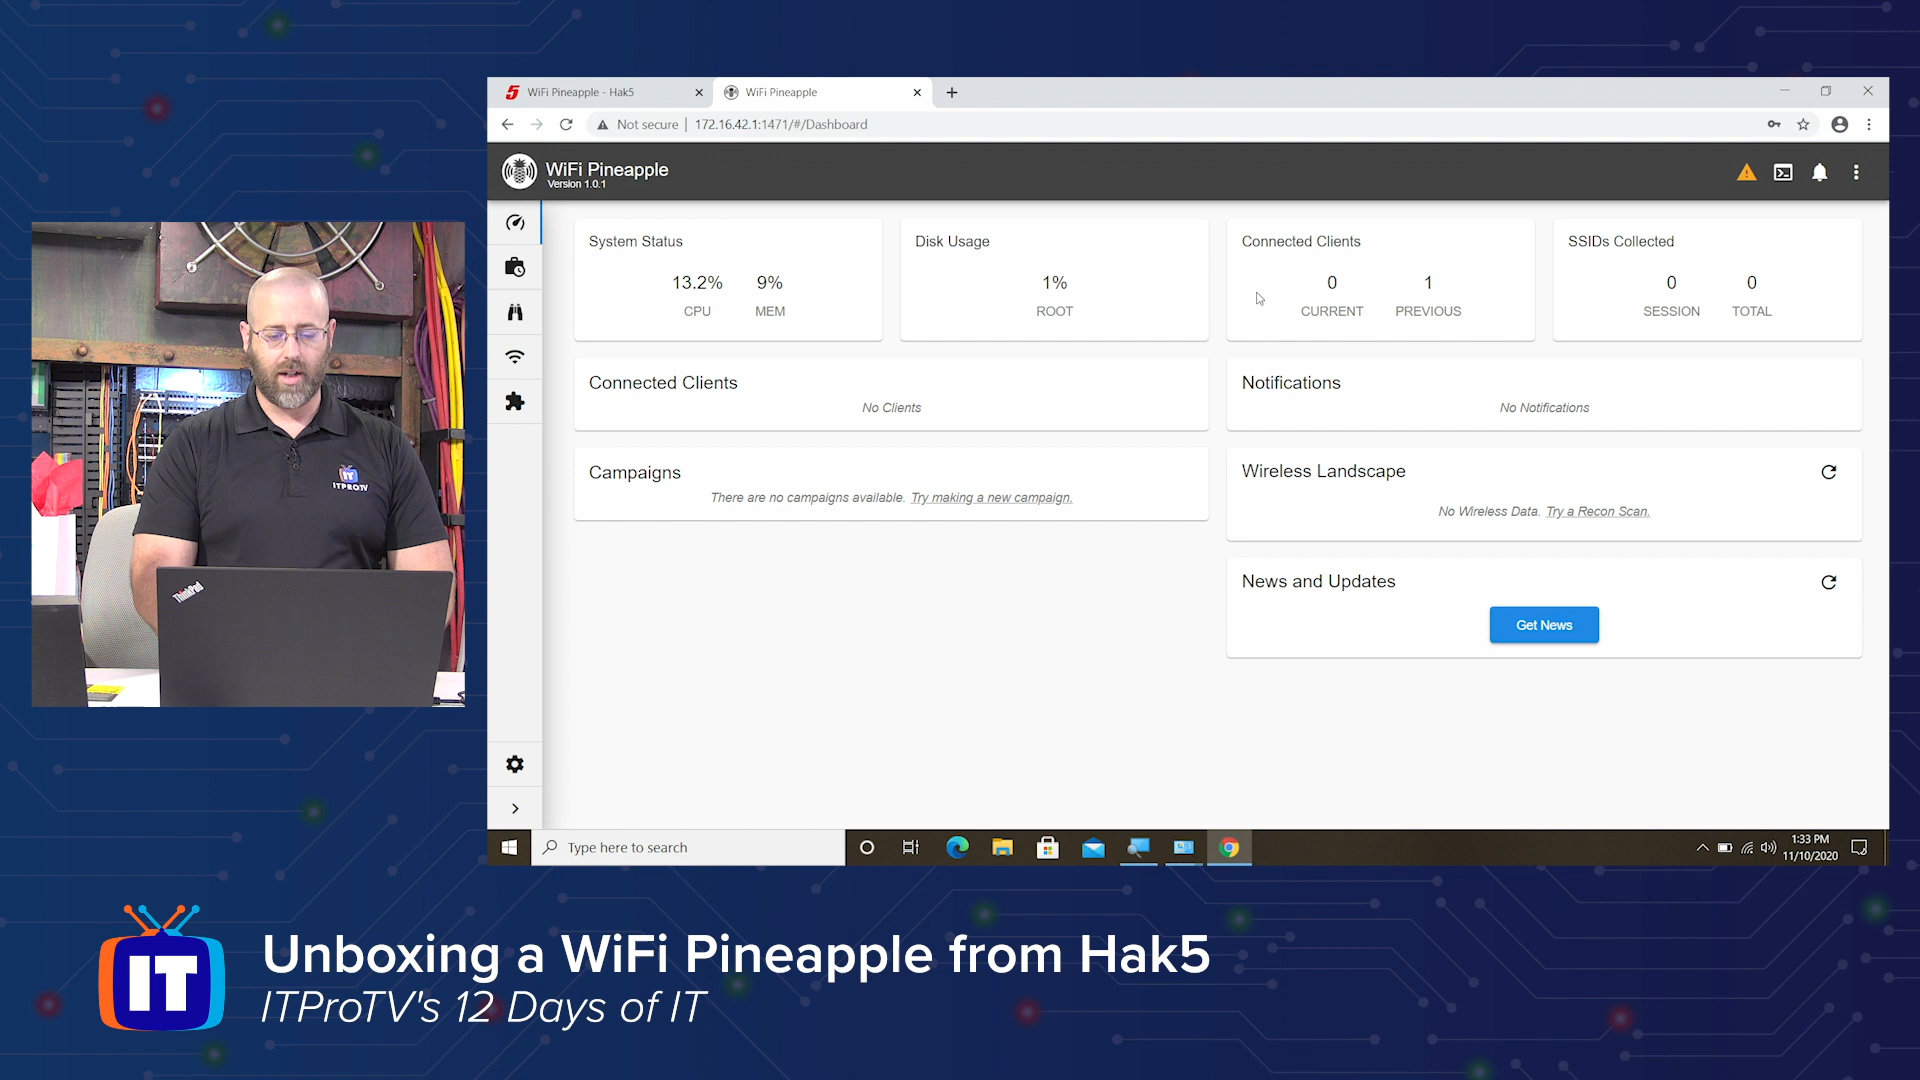 WiFi Pineapple - Hak5
WiFi Pineapple
Not secure | 172.16.42.1:1471/#/Dashboard
WiFi Pineapple
Version 1.0.1
System Status
13.2% 9%
CPU MEM
Disk Usage
1%
ROOT
Connected Clients
0 1
CURRENT PREVIOUS
SSIDs Collected
0 0
SESSION TOTAL
Connected Clients
No Clients
Notifications
No Notifications
Campaigns
There are no campaigns available. Try making a new campaign.
Wireless Landscape
No Wireless Data. Try a Recon Scan.
News and Updates
Get News
Type here to search
1:33 PM
11/10/2020
IT
ITPROTV
ThinkPad
IT
Unboxing a WiFi Pineapple from Hak5
ITProTV's 12 Days of IT